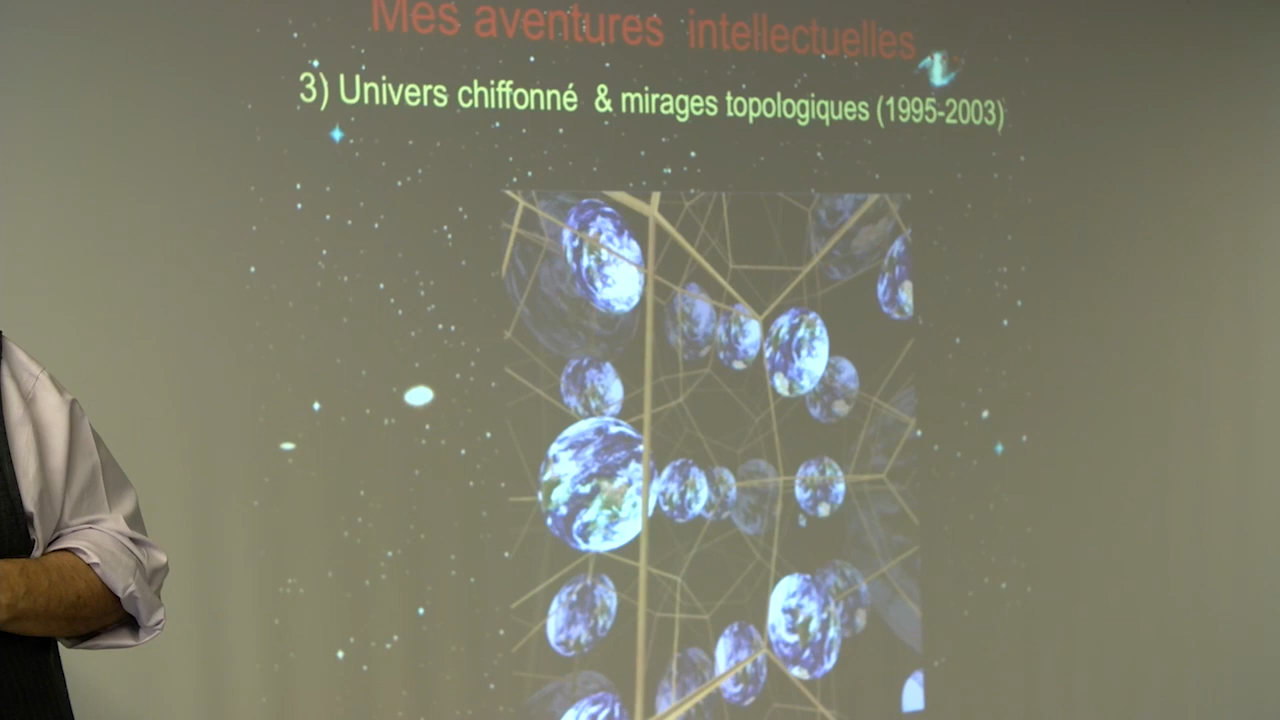 Mes aventures intellectuelles
3) Univers chiffonné & mirages topologiques (1995-2003)